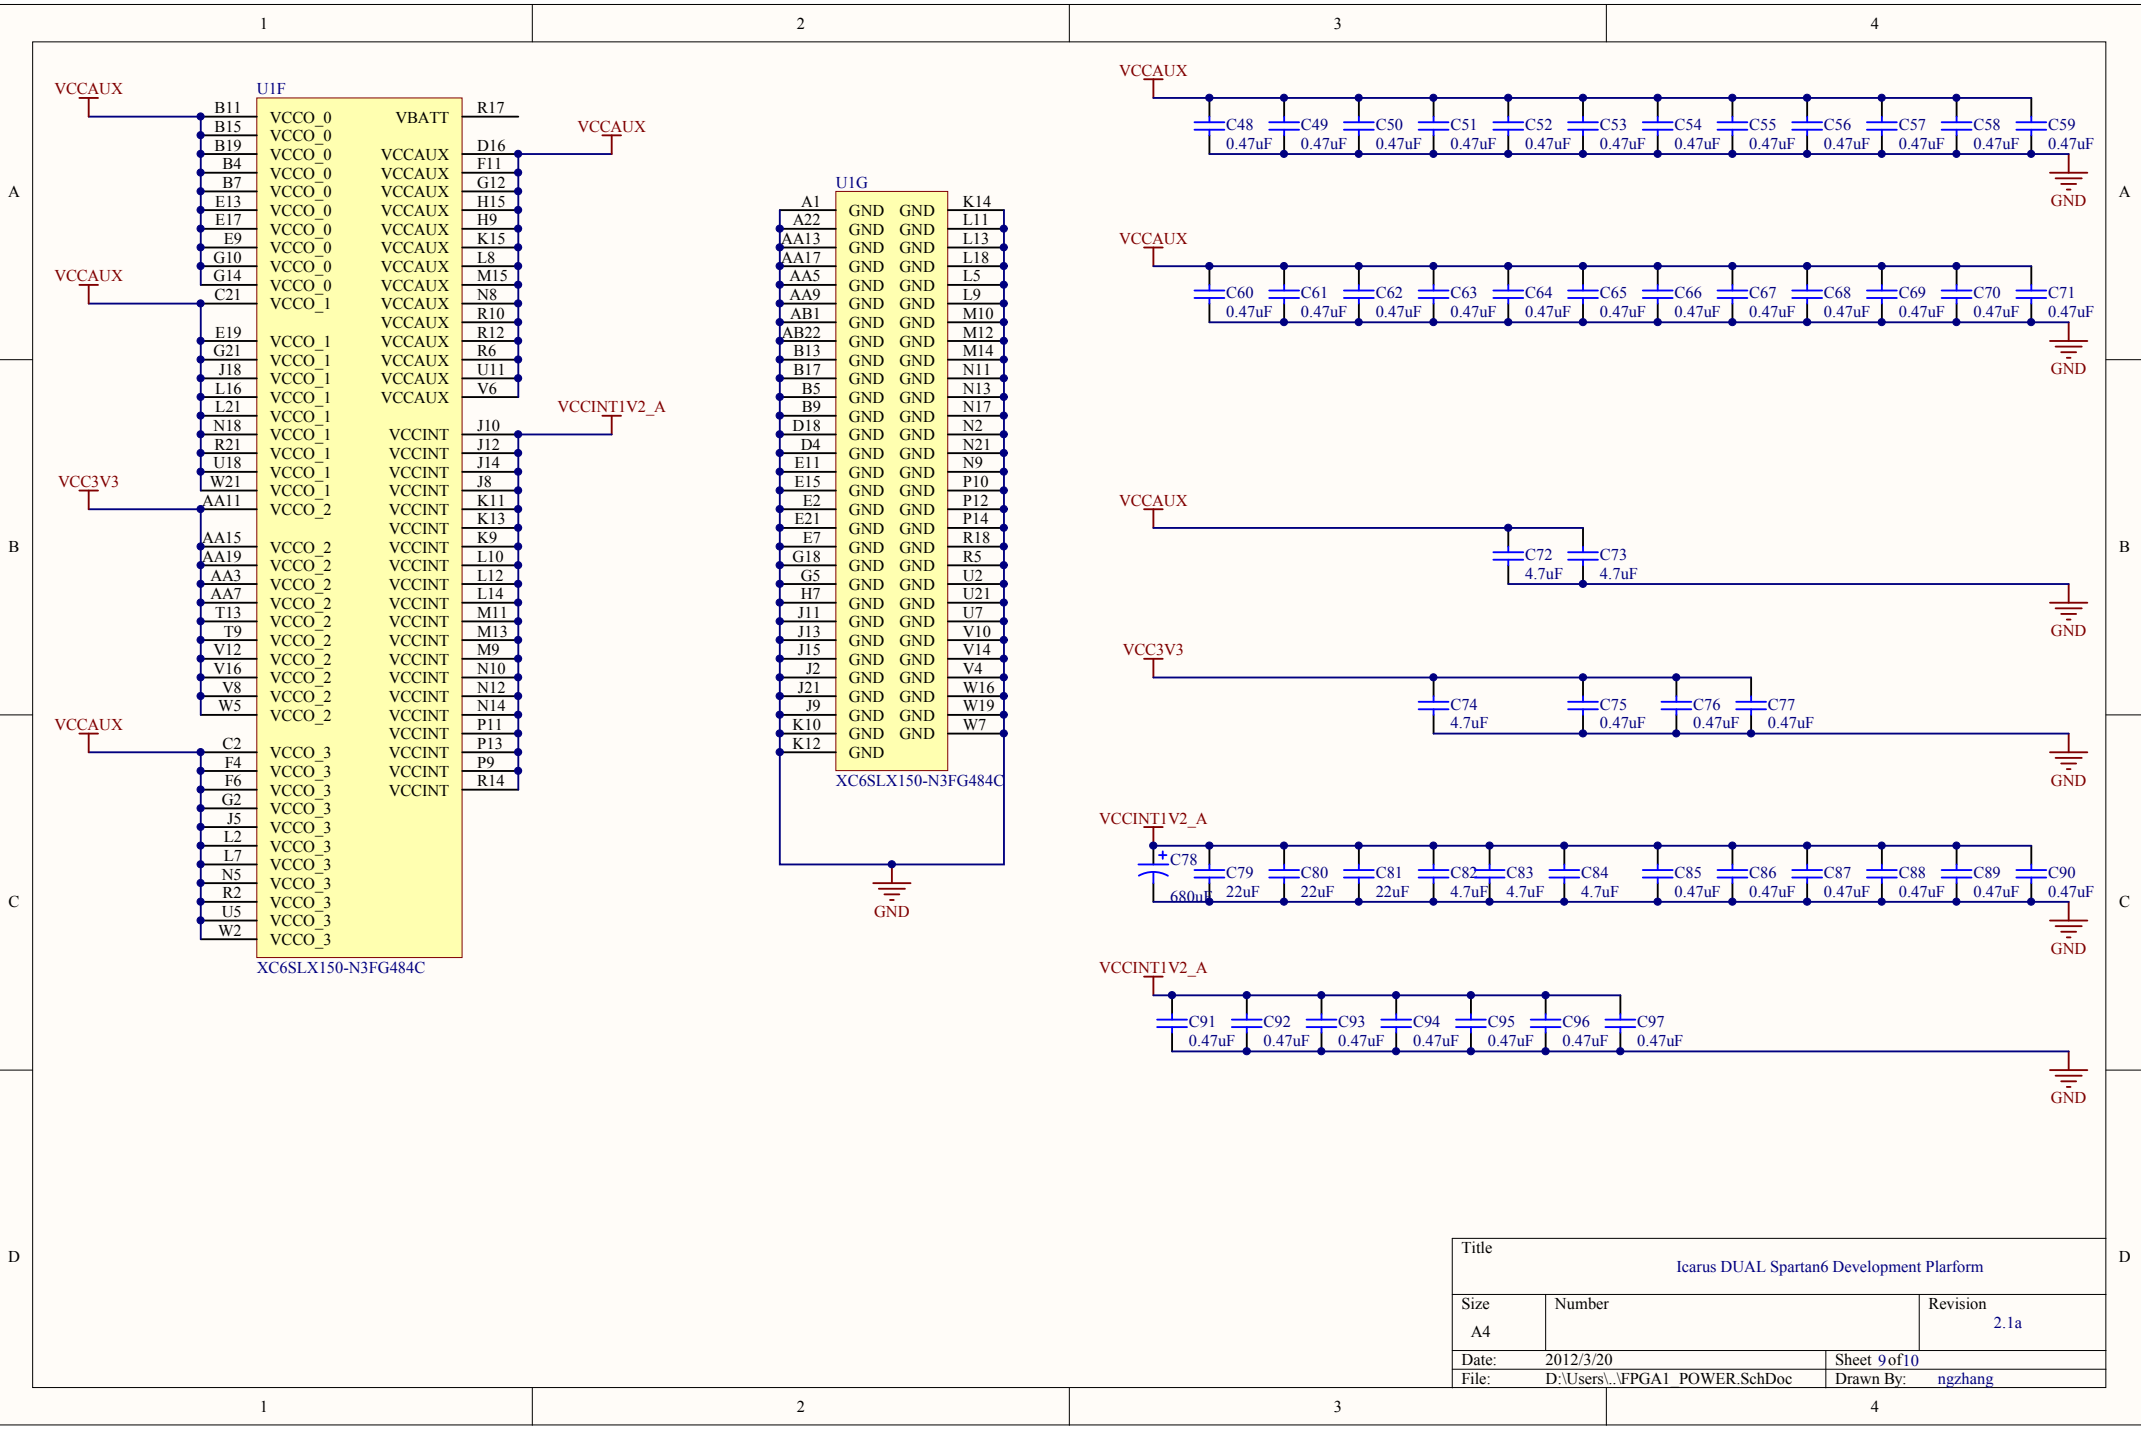 1 2 3 4
A
B
C
D
VCCAUX
VCCAUX
VCC3V3
VCCAUX
U1F
B11 VCCO_0 VBATT R17
B15 VCCO_0
B19 VCCO_0 VCCAUX D16
B4 VCCO_0 VCCAUX F11
B7 VCCO_0 VCCAUX G12
E13 VCCO_0 VCCAUX H15
E17 VCCO_0 VCCAUX H9
E9 VCCO_0 VCCAUX K15
G10 VCCO_0 VCCAUX L8
G14 VCCO_0 VCCAUX M15
C21 VCCO_1 VCCAUX N8
VCCAUX R10
E19 VCCO_1 VCCAUX R12
G21 VCCO_1 VCCAUX R6
J18 VCCO_1 VCCAUX U11
L16 VCCO_1 VCCAUX V6
L21 VCCO_1
N18 VCCO_1 VCCINT J10
R21 VCCO_1 VCCINT J12
U18 VCCO_1 VCCINT J14
W21 VCCO_1 VCCINT J8
AA11 VCCO_2 VCCINT K11
VCCINT K13
AA15 VCCO_2 VCCINT K9
AA19 VCCO_2 VCCINT L10
AA3 VCCO_2 VCCINT L12
AA7 VCCO_2 VCCINT L14
T13 VCCO_2 VCCINT M11
T9 VCCO_2 VCCINT M13
V12 VCCO_2 VCCINT M9
V16 VCCO_2 VCCINT N10
V8 VCCO_2 VCCINT N12
W5 VCCO_2 VCCINT N14
VCCINT P11
C2 VCCO_3 VCCINT P13
F4 VCCO_3 VCCINT P9
F6 VCCO_3 VCCINT R14
G2 VCCO_3
J5 VCCO_3
L2 VCCO_3
L7 VCCO_3
N5 VCCO_3
R2 VCCO_3
U5 VCCO_3
W2 VCCO_3
XC6SLX150-N3FG484C
VCCAUX
VCCINT1V2_A
U1G
A1 GND GND K14
A22 GND GND L11
AA13 GND GND L13
AA17 GND GND L18
AA5 GND GND L5
AA9 GND GND L9
AB1 GND GND M10
AB22 GND GND M12
B13 GND GND M14
B17 GND GND N11
B5 GND GND N13
B9 GND GND N17
D18 GND GND N2
D4 GND GND N21
E11 GND GND N9
E15 GND GND P10
E2 GND GND P12
E21 GND GND P14
E7 GND GND R18
G18 GND GND R5
G5 GND GND U2
H7 GND GND U21
J11 GND GND U7
J13 GND GND V10
J15 GND GND V14
J2 GND GND V4
J21 GND GND W16
J9 GND GND W19
K10 GND GND W7
K12 GND
XC6SLX150-N3FG484C
GND
VCCAUX
C48 C49 C50 C51 C52 C53 C54 C55 C56 C57 C58 C59
0.47uF 0.47uF 0.47uF 0.47uF 0.47uF 0.47uF 0.47uF 0.47uF 0.47uF 0.47uF 0.47uF 0.47uF
GND
VCCAUX
C60 C61 C62 C63 C64 C65 C66 C67 C68 C69 C70 C71
0.47uF 0.47uF 0.47uF 0.47uF 0.47uF 0.47uF 0.47uF 0.47uF 0.47uF 0.47uF 0.47uF 0.47uF
GND
VCCAUX
C72 C73
4.7uF 4.7uF
GND
VCC3V3
C74 C75 C76 C77
4.7uF 0.47uF 0.47uF 0.47uF
GND
VCCINT1V2_A
+ C78 C79 C80 C81 C82 C83 C84 C85 C86 C87 C88 C89 C90
680uF 22uF 22uF 22uF 4.7uF 4.7uF 4.7uF 0.47uF 0.47uF 0.47uF 0.47uF 0.47uF 0.47uF
GND
VCCINT1V2_A
C91 C92 C93 C94 C95 C96 C97
0.47uF 0.47uF 0.47uF 0.47uF 0.47uF 0.47uF 0.47uF
GND
A
B
C
D
Title
Icarus DUAL Spartan6 Development Plarform
Size Number Revision
A4 2.1a
Date: 2012/3/20 Sheet 9 of 10
File: D:\Users\..\FPGA1_POWER.SchDoc Drawn By: ngzhang
1 2 3 4